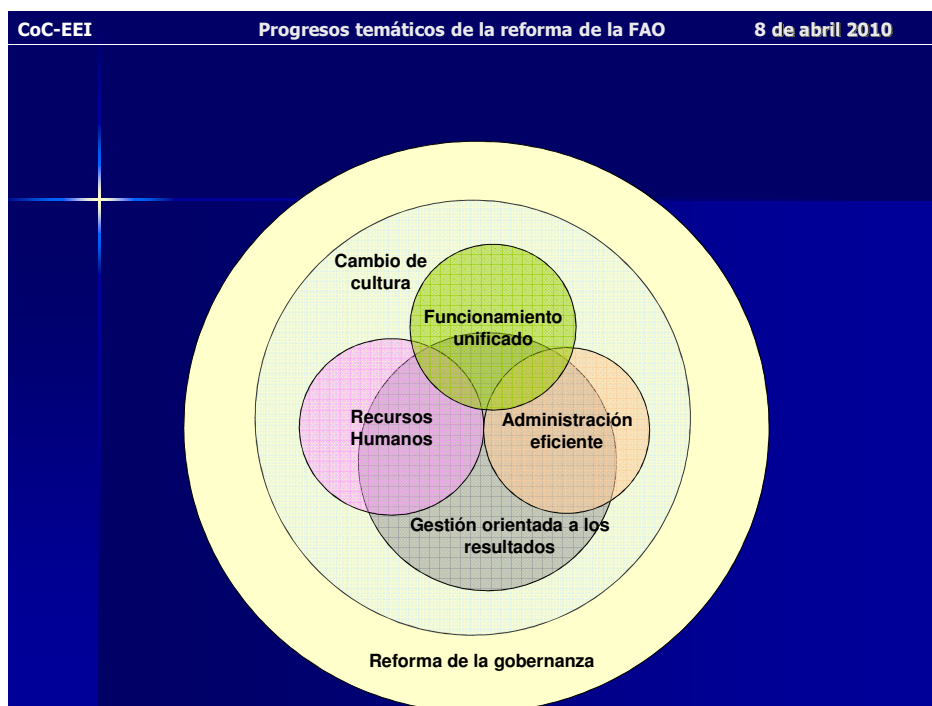 CoC-EEI Progresos temáticos de la reforma de la FAO 8 de abril 2010
Cambio de
cultura
Funcionamiento
unificado
Recursos
Humanos
Administración
eficiente
Gestión orientada a los
resultados
Reforma de la gobernanza